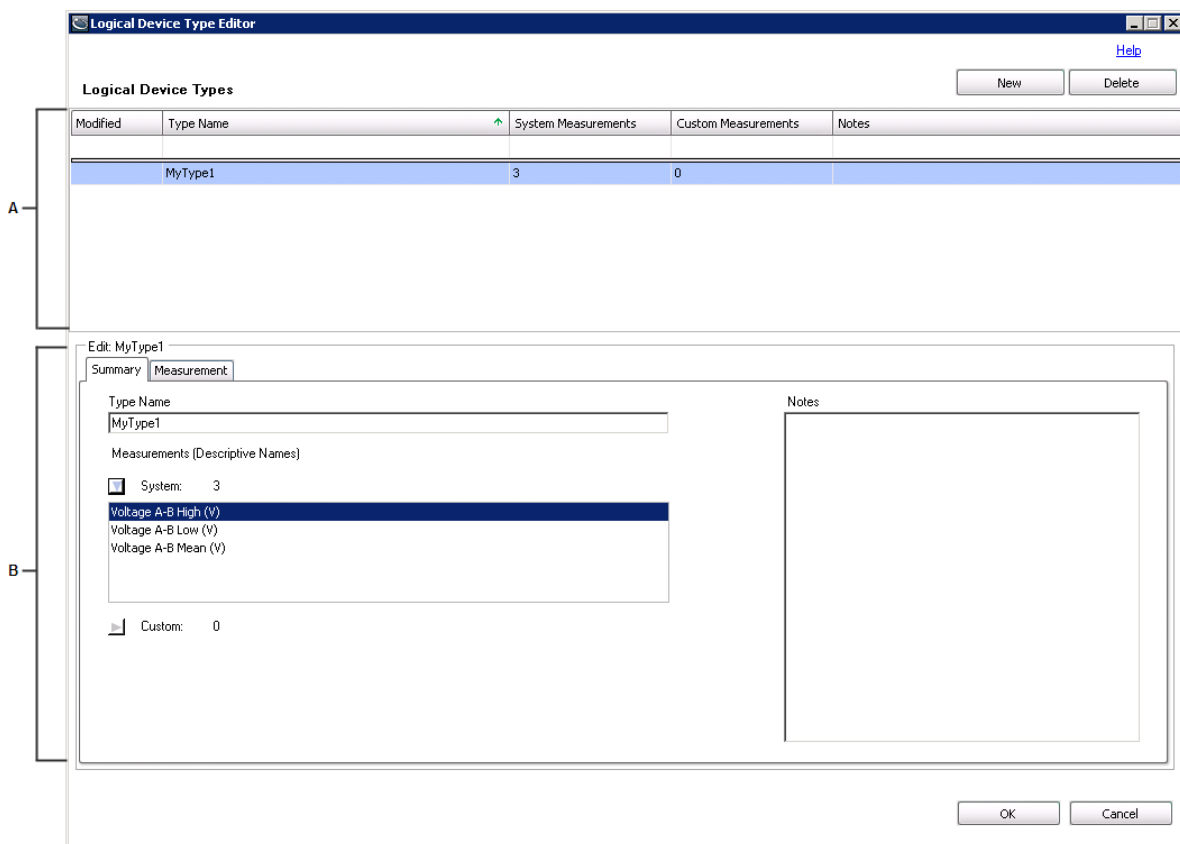 Logical Device Type Editor
Help
Logical Device Types
New Delete
Modified Type Name System Measurements Custom Measurements Notes
MyType1 3 0
A
Edit: MyType1
Summary Measurement
Type Name Notes
MyType1
Measurements (Descriptive Names)
System: 3
Voltage A-B High (V)
Voltage A-B Low (V)
Voltage A-B Mean (V)
B
Custom: 0
OK Cancel